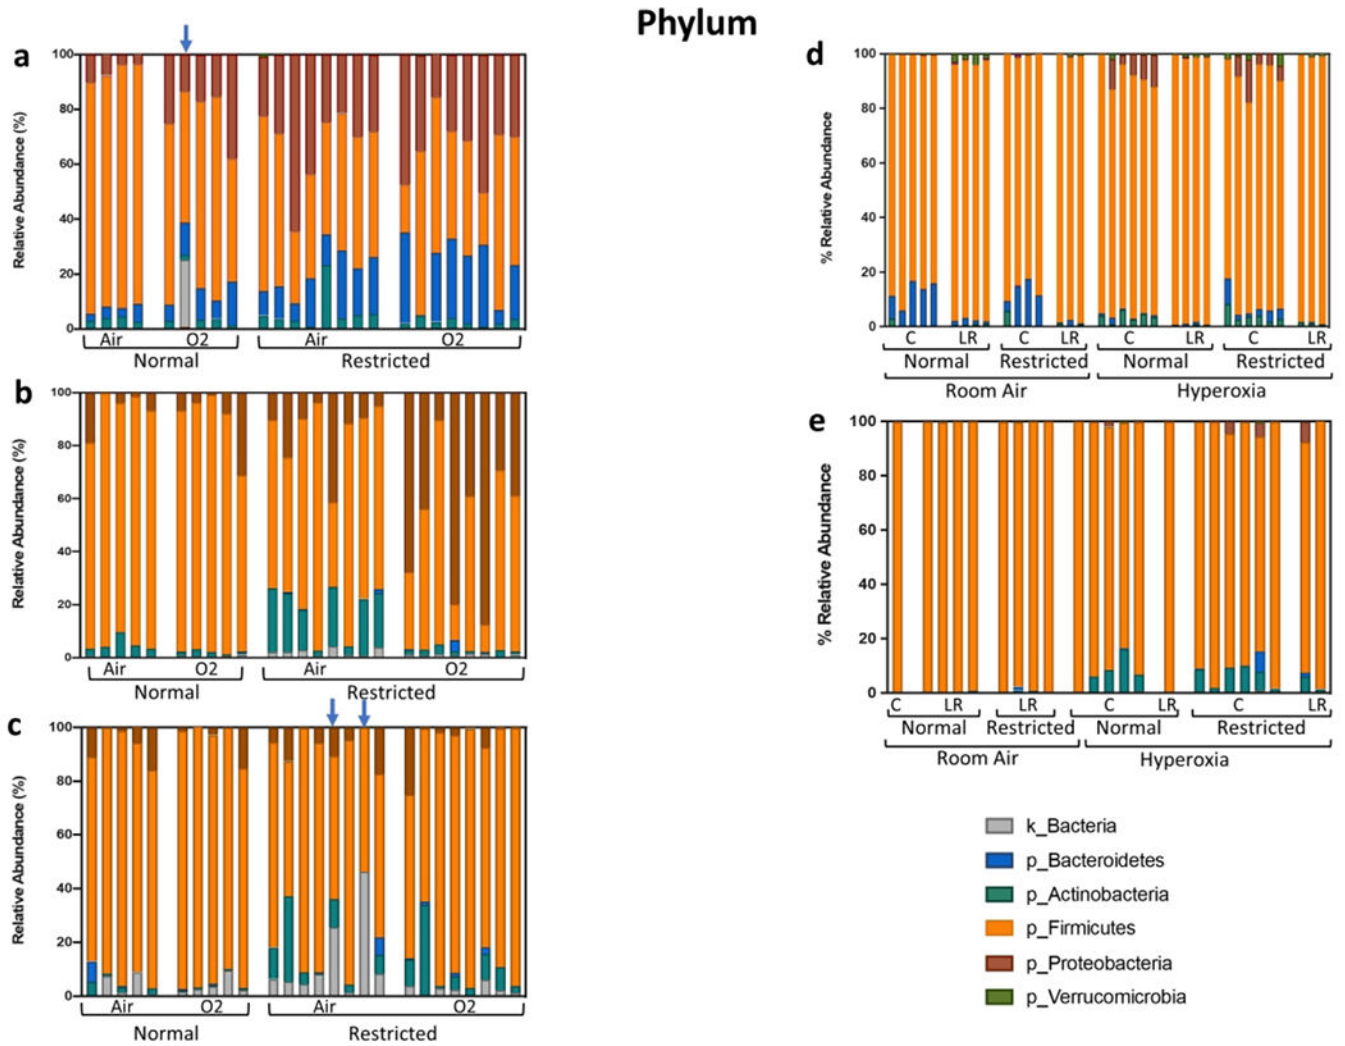 Phylum
a
Relative Abundance (%)
100
80
60
40
20
0
Air
O2
Air
O2
Normal
Restricted
b
Relative Abundance (%)
100
80
60
40
20
0
Air
O2
Air
O2
Normal
Restricted
c
Relative Abundance (%)
100
80
60
40
20
0
Air
O2
Air
O2
Normal
Restricted
d
% Relative Abundance
100
80
60
40
20
0
C
LR
C
LR
C
LR
C
LR
Normal
Restricted
Normal
Restricted
Room Air
Hyperoxia
e
% Relative Abundance
100
80
60
40
20
0
C
LR
LR
C
LR
C
LR
Normal
Restricted
Normal
Restricted
Room Air
Hyperoxia
k_Bacteria
p_Bacteroidetes
p_Actinobacteria
p_Firmicutes
p_Proteobacteria
p_Verrucomicrobia